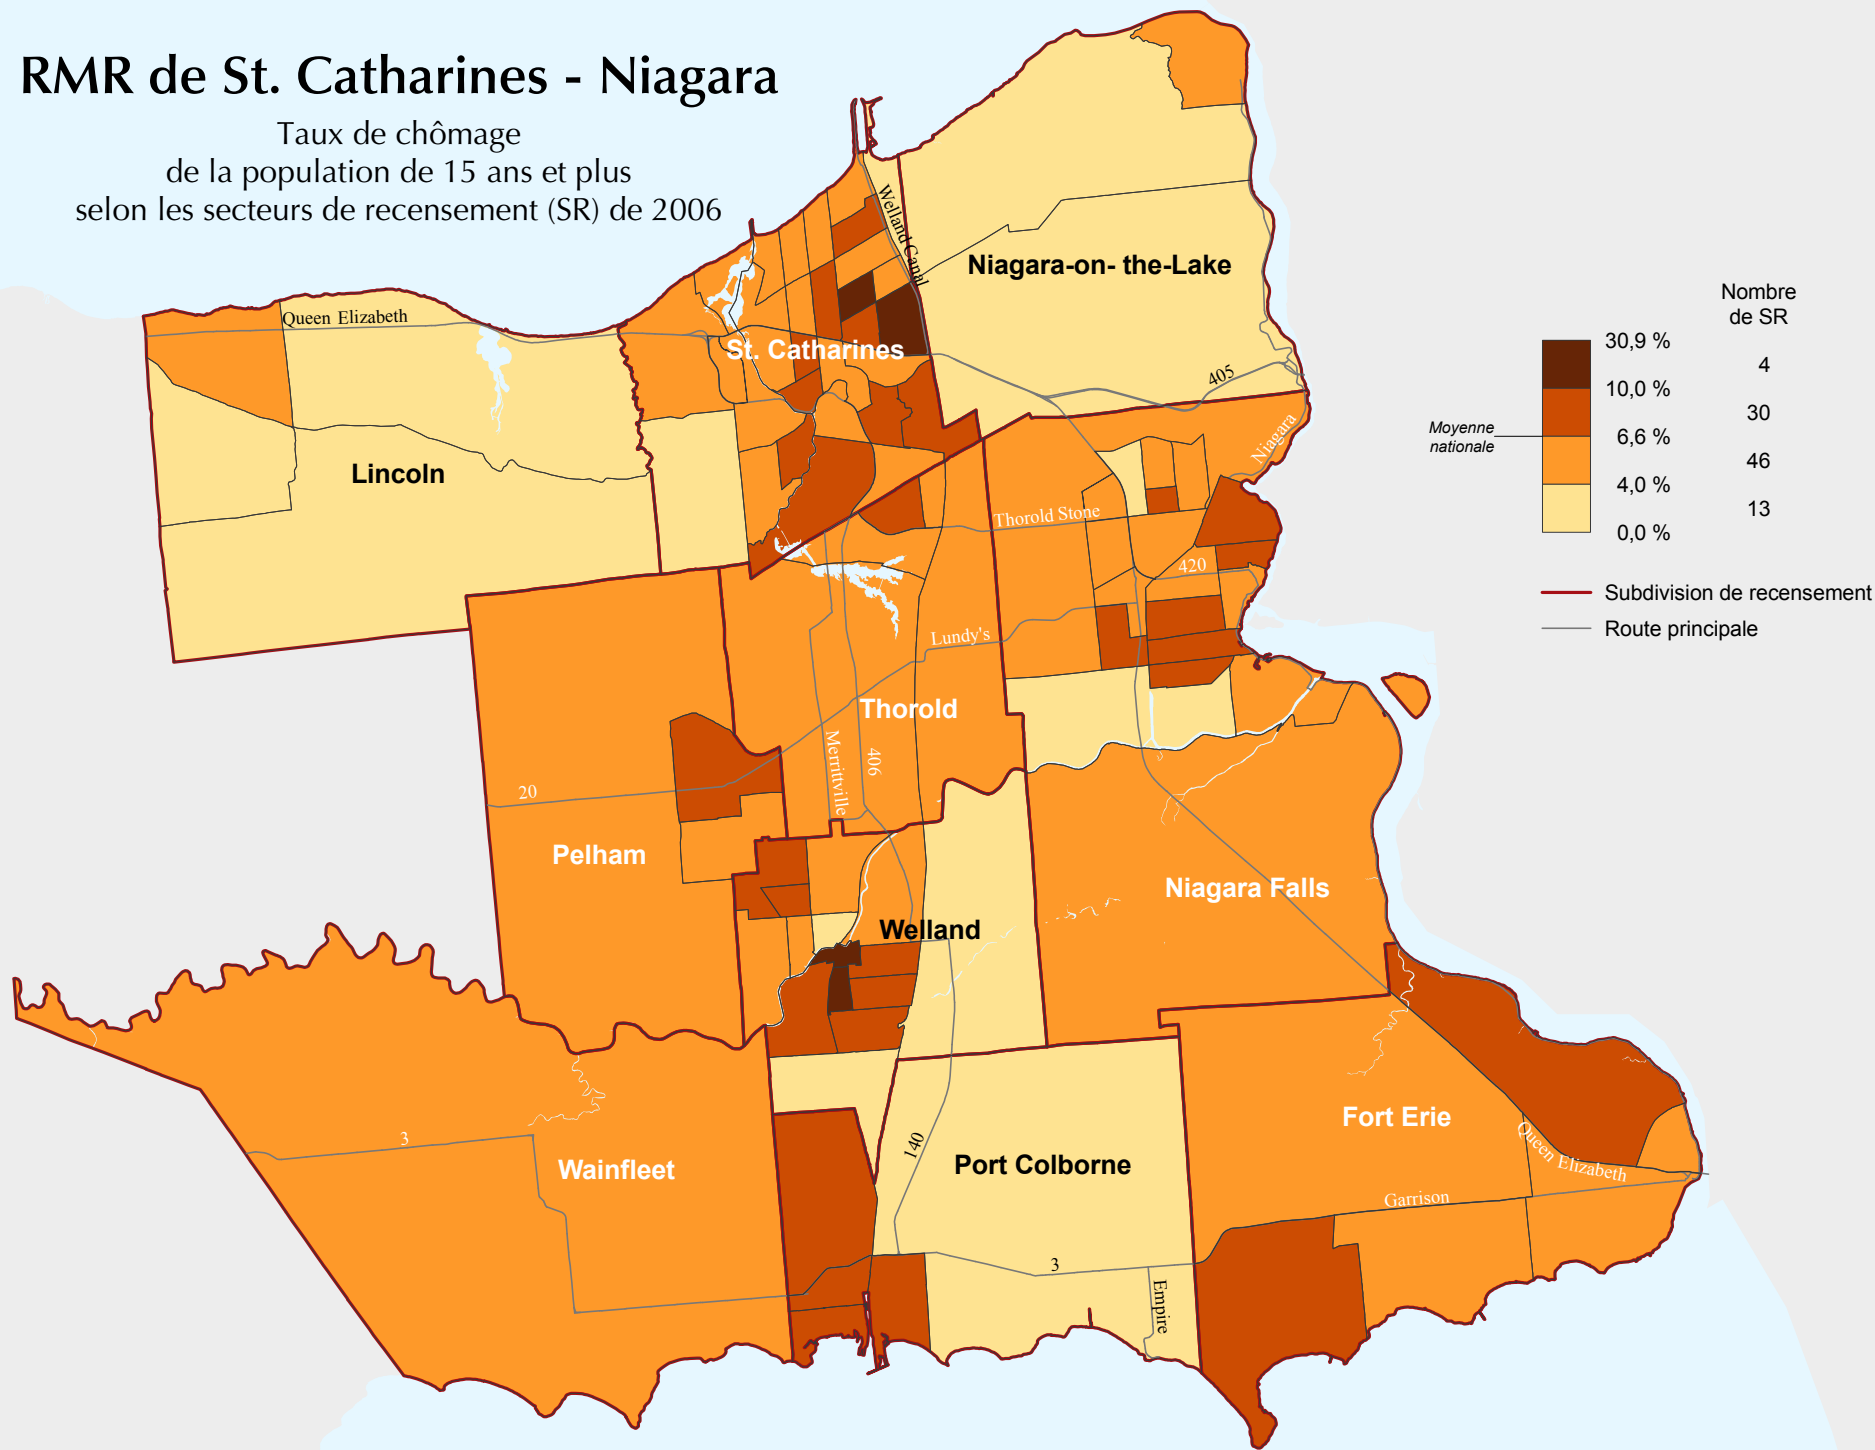 RMR de St. Catharines - Niagara
Taux de chômage
de la population de 15 ans et plus
selon les secteurs de recensement (SR) de 2006
Welland Canal
Niagara-on- the-Lake
Queen Elizabeth
St. Catharines
405
Niagara
Lincoln
Thorold Stone
420
Lundy's
Thorold
Merrittville
406
20
Pelham
Niagara Falls
Welland
Fort Erie
Queen Elizabeth
3
Wainfleet
140
Port Colborne
Garrison
3
Empire
Nombre
de SR
30,9 %
4
10,0 %
30
Moyenne
nationale
6,6 %
46
4,0 %
13
0,0 %
Subdivision de recensement
Route principale